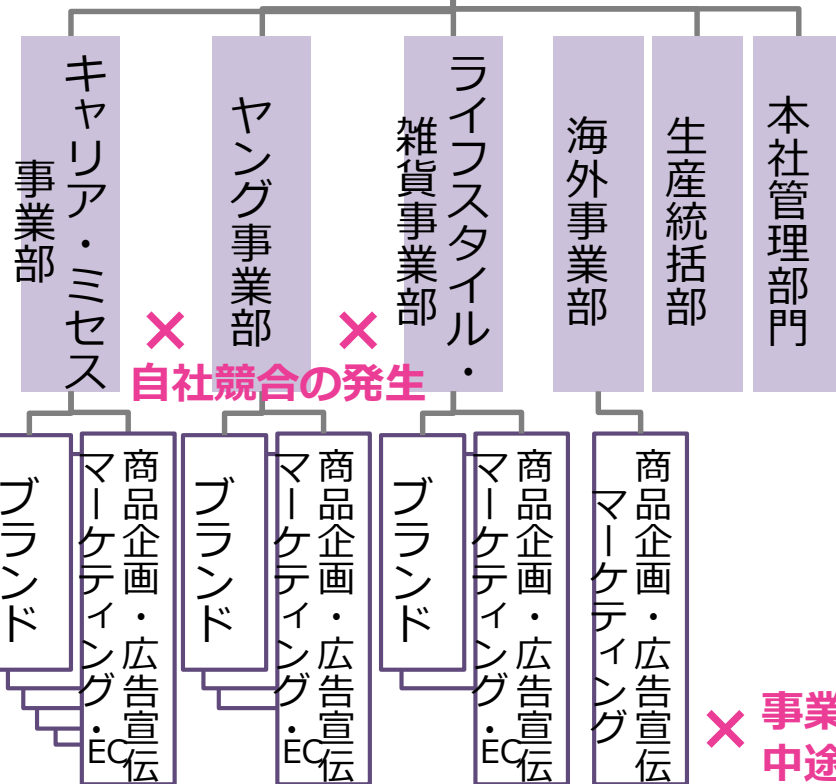 キャリア・ミセス
事業部
ヤング事業部
ライフスタイル・
雑貨事業部
海外事業部
生産統括部
本社管理部門
×
×
自社競合の発生
ブランド
商品企画・広告宣伝
マーケティング・EC
ブランド
商品企画・広告宣伝
マーケティング・EC
ブランド
商品企画・広告宣伝
マーケティング・EC
商品企画・広告宣伝
マーケティング
×
事業
中途